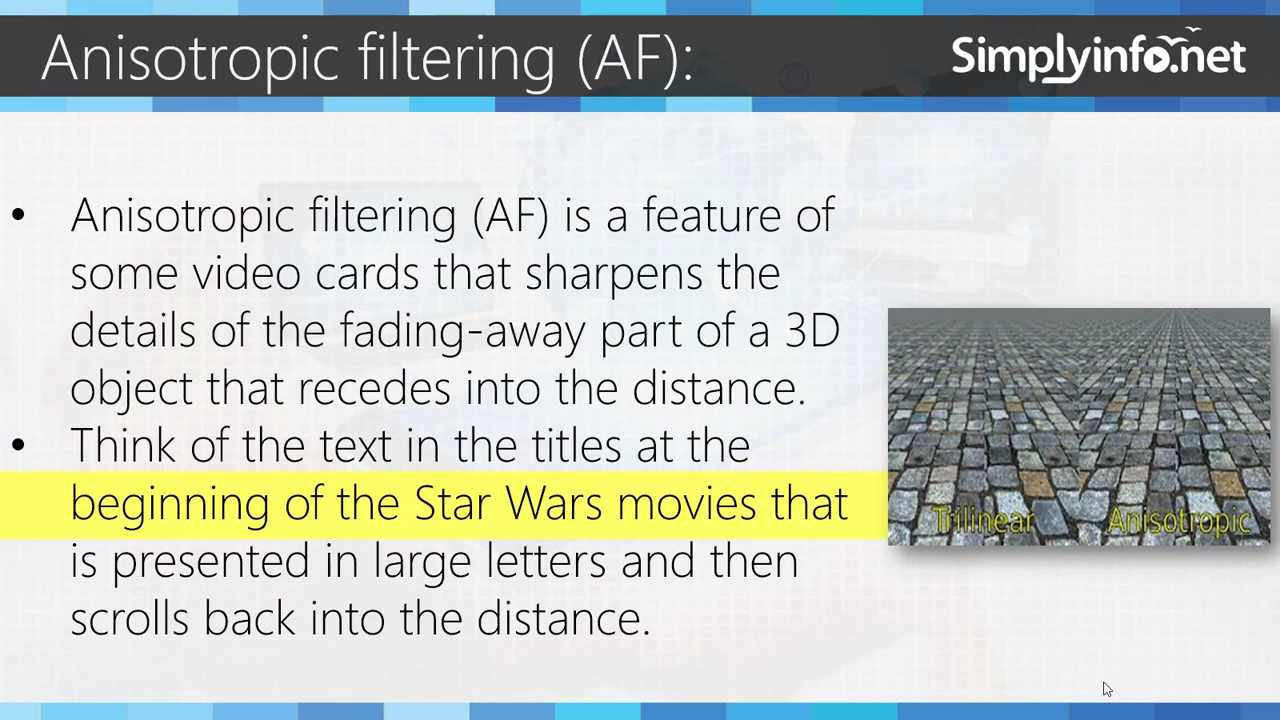 Anisotropic filtering (AF):
Simplyinfo.net
• Anisotropic filtering (AF) is a feature of
some video cards that sharpens the
details of the fading-away part of a 3D
object that recedes into the distance.
• Think of the text in the titles at the
beginning of the Star Wars movies that
is presented in large letters and then
scrolls back into the distance.
Trilinear Anisotropic